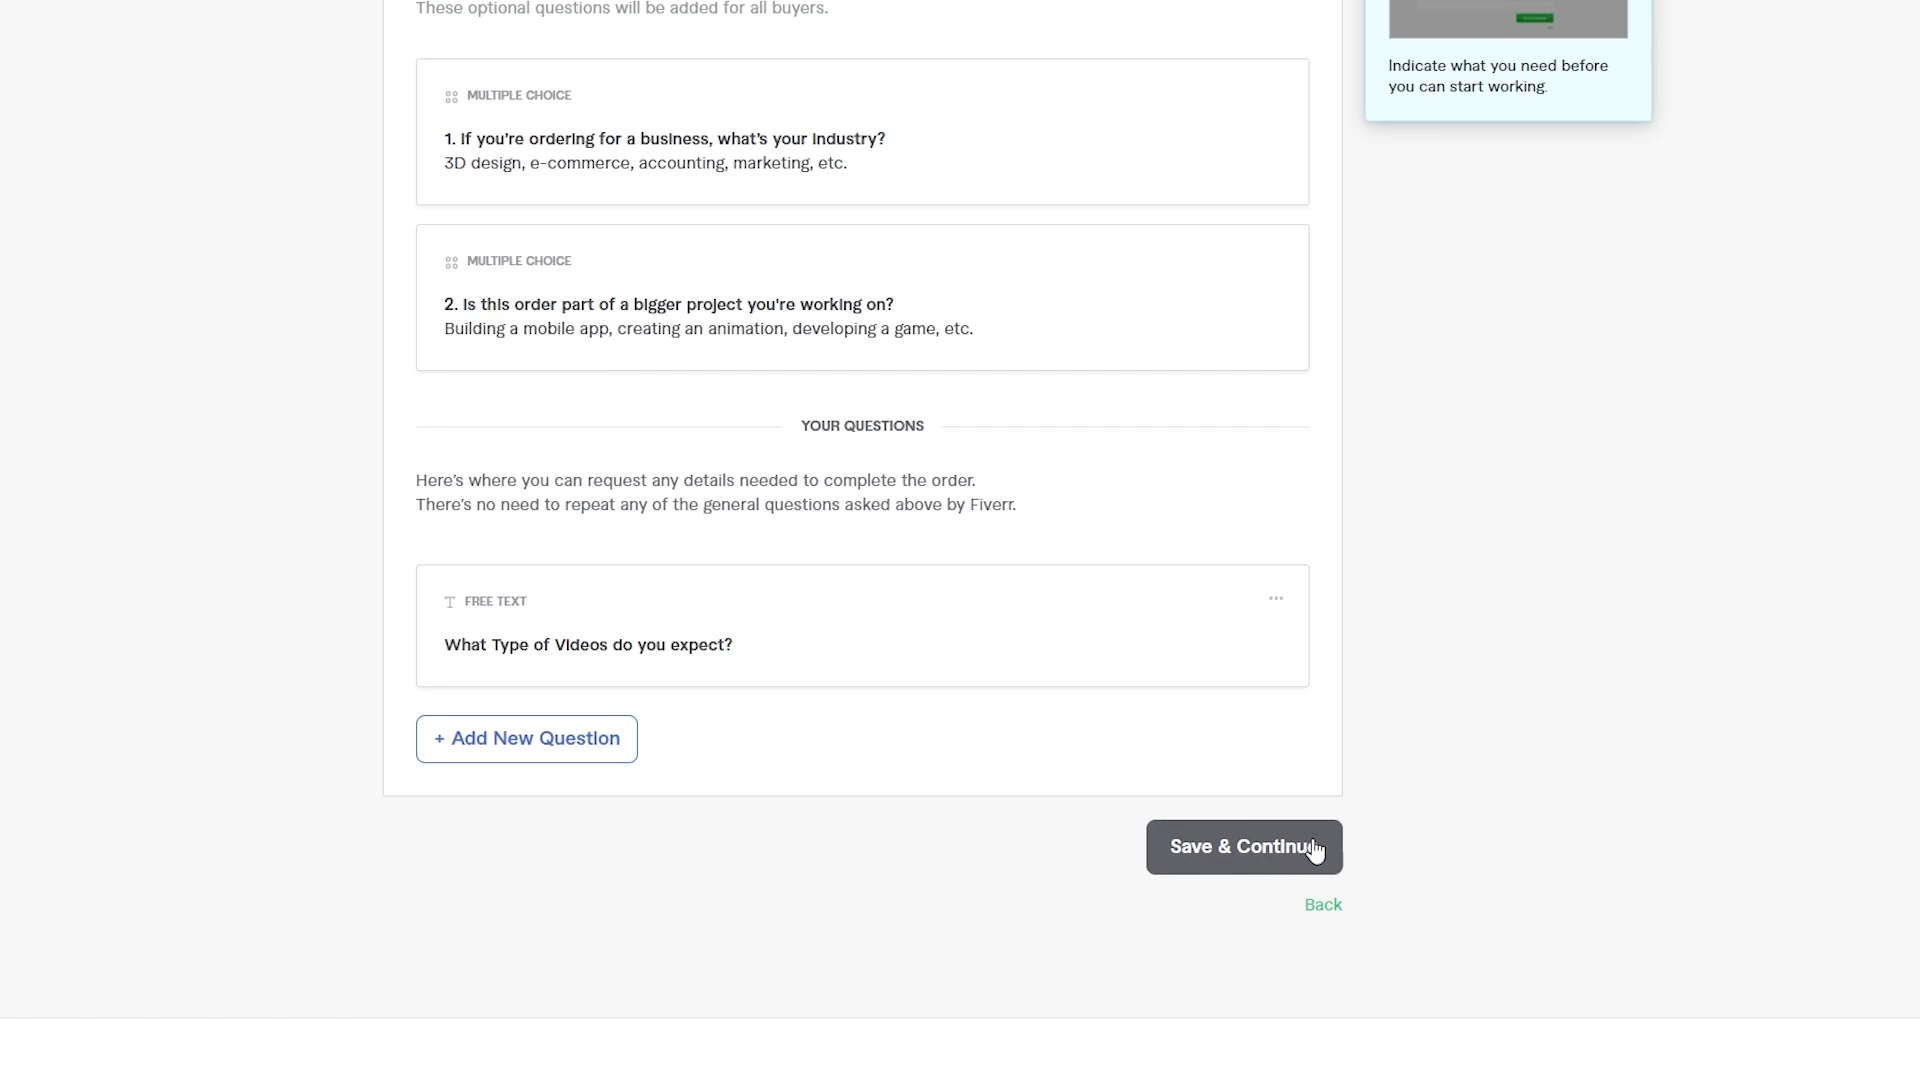 These optional questions will be added for all buyers.
MULTIPLE CHOICE
1. If you're ordering for a business, what's your industry?
3D design, e-commerce, accounting, marketing, etc.
MULTIPLE CHOICE
2. Is this order part of a bigger project you're working on?
Building a mobile app, creating an animation, developing a game, etc.
YOUR QUESTIONS
Here's where you can request any details needed to complete the order.
There's no need to repeat any of the general questions asked above by Fiverr.
T FREE TEXT
What Type of Videos do you expect?
+ Add New Question
Save & Continue
Back
Indicate what you need before
you can start working.